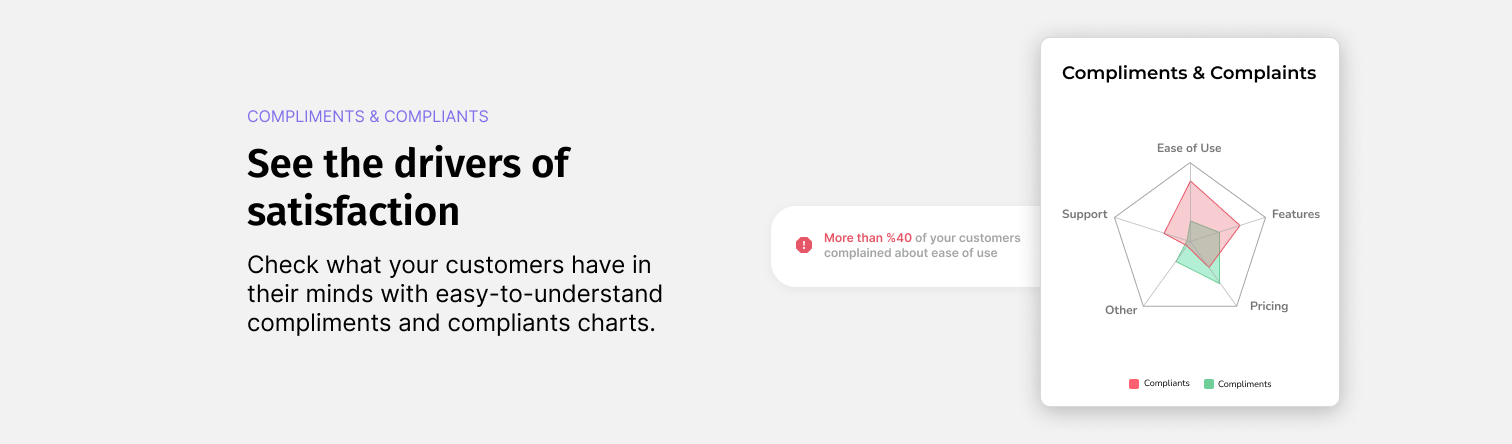 COMPLIMENTS & COMPLIANTS
See the drivers of
satisfaction
Check what your customers have in
their minds with easy-to-understand
compliments and compliants charts.
More than %40 of your customers
complained about ease of use
Compliments & Complaints
Ease of Use
Support
Features
Other
Pricing
Compliants
Compliments